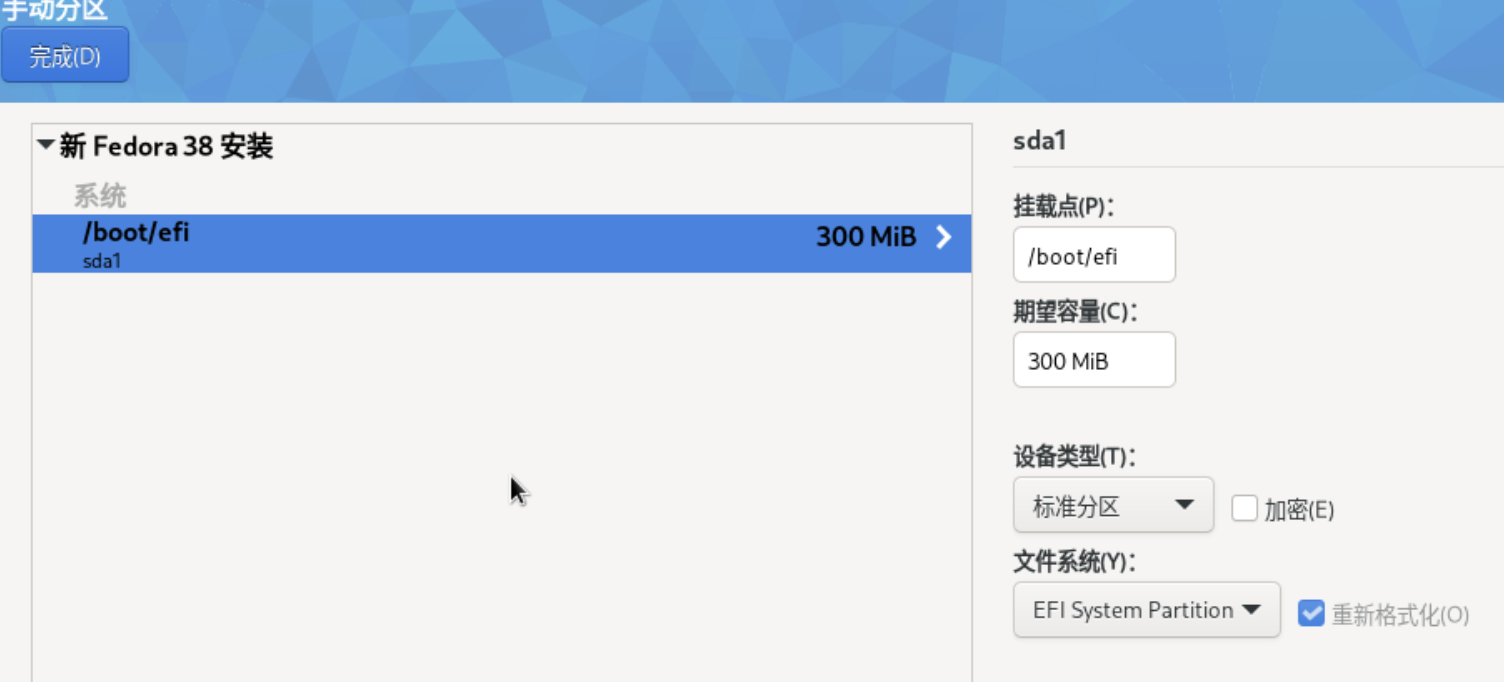 手动分区
完成(D)
新 Fedora 38 安装
系统
/boot/efi
300 MiB
sda1
sda1
挂载点(P)：
/boot/efi
期望容量(C)：
300 MiB
设备类型(T)：
标准分区
加密(E)
文件系统(Y)：
EFI System Partition
重新格式化(O)